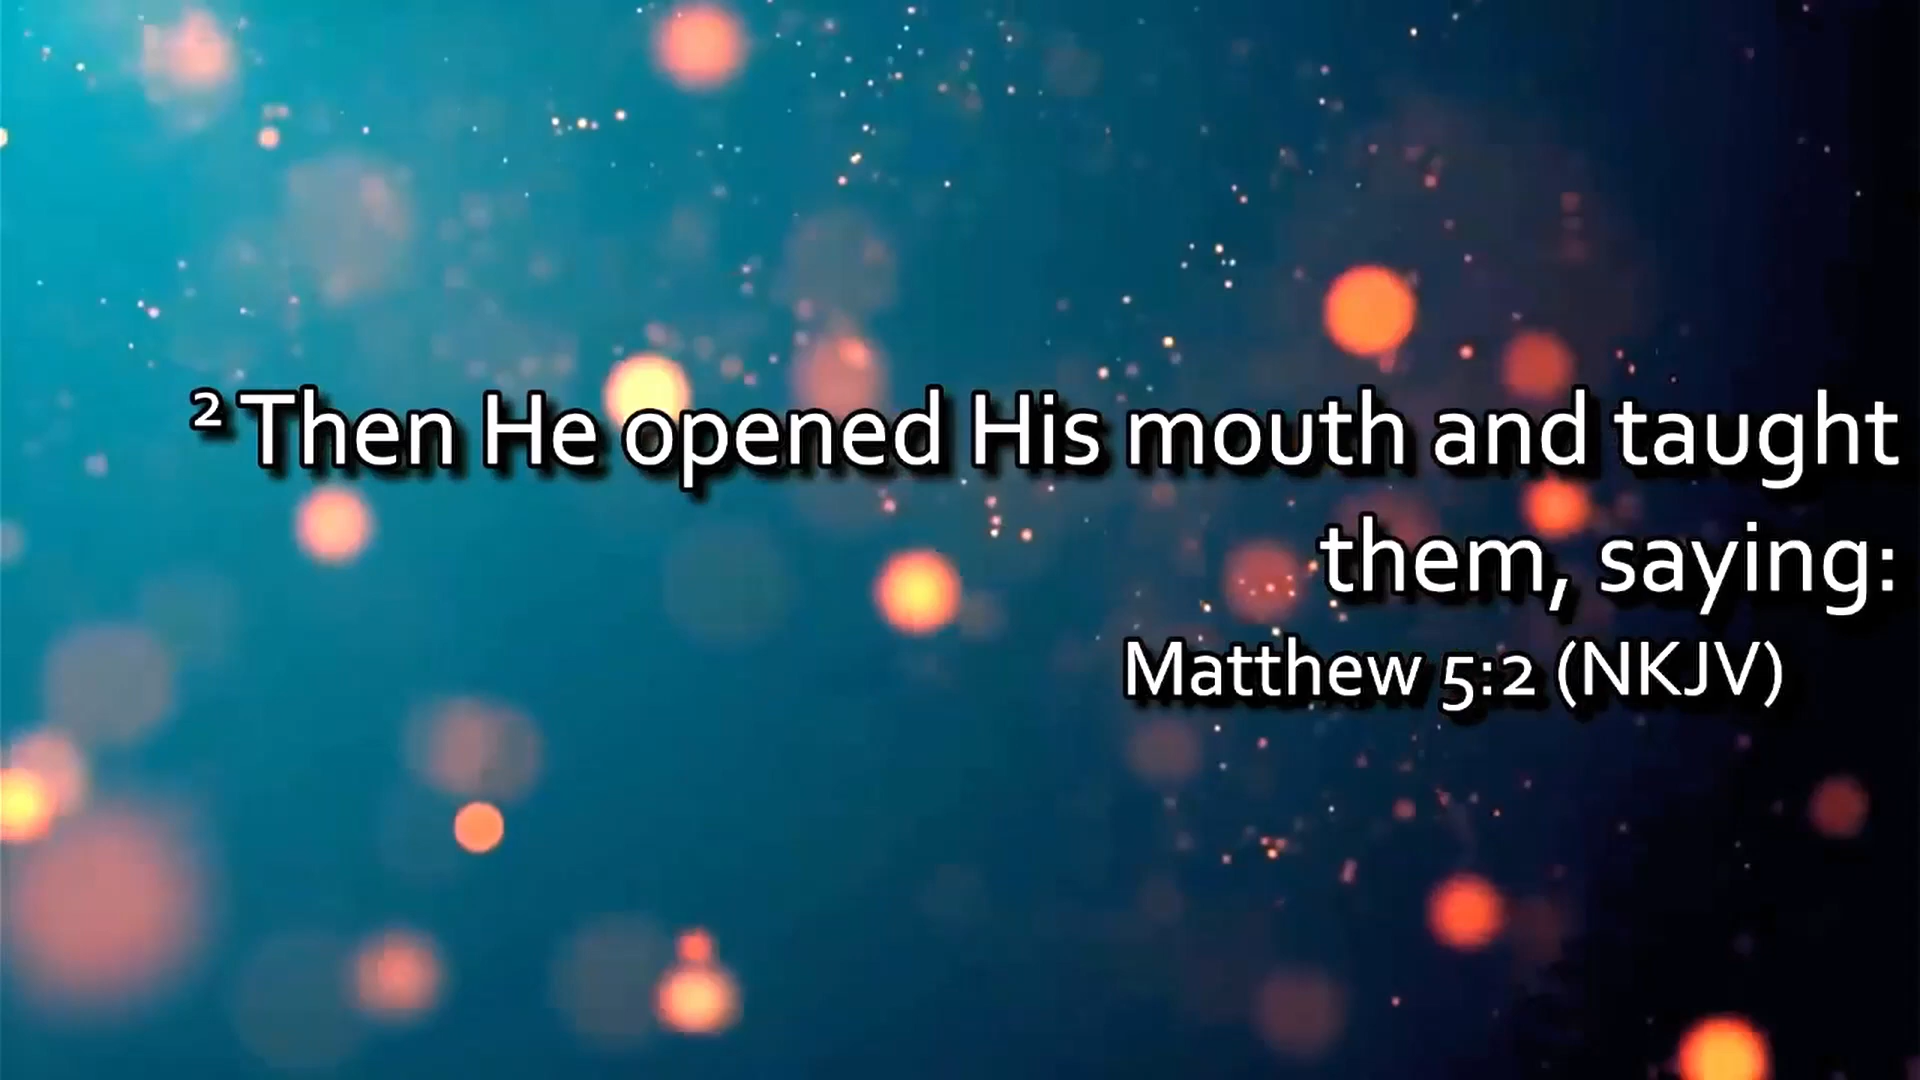 ² Then He opened His mouth and taught
them, saying:
Matthew 5:2 (NKJV)